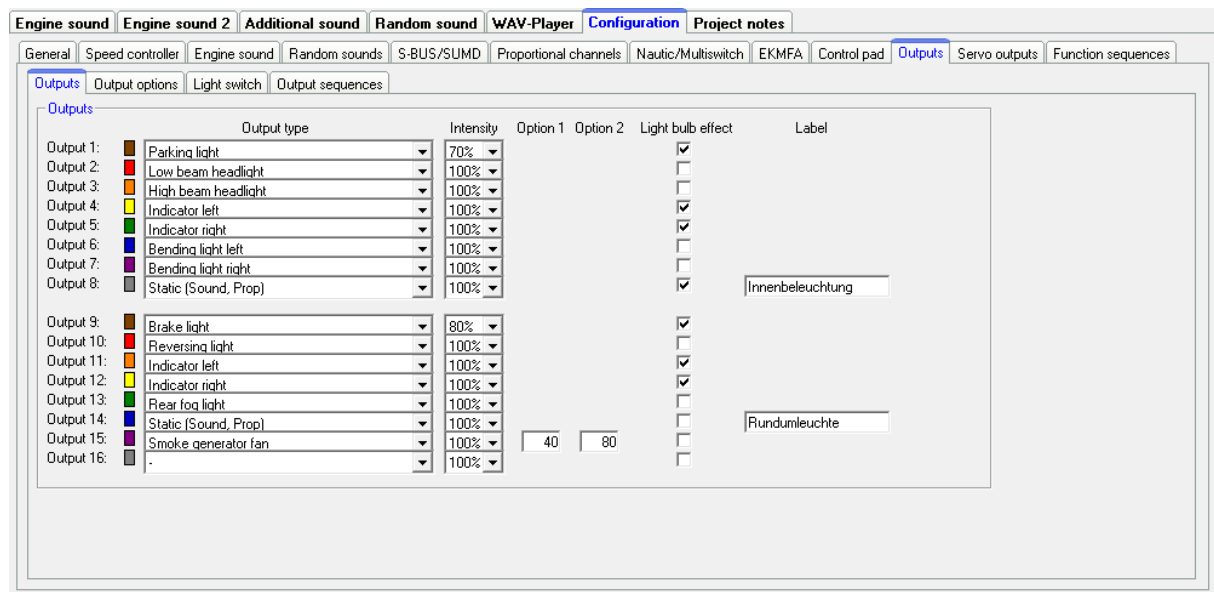 Engine sound Engine sound 2 Additional sound Random sound WAV-Player Configuration Project notes
General Speed controller Engine sound Random sounds S-BUS/SUMD Proportional channels Nautic/Multiswitch EKMFA Control pad Outputs Servo outputs Function sequences
Outputs Output options Light switch Output sequences
Outputs
Output type Intensity Option 1 Option 2 Light bulb effect Label
Output 1: Parking light 70%
Output 2: Low beam headlight 100%
Output 3: High beam headlight 100%
Output 4: Indicator left 100%
Output 5: Indicator right 100%
Output 6: Bending light left 100%
Output 7: Bending light right 100%
Output 8: Static (Sound, Prop) 100% Innenbeleuchtung
Output 9: Brake light 80%
Output 10: Reversing light 100%
Output 11: Indicator left 100%
Output 12: Indicator right 100%
Output 13: Rear fog light 100%
Output 14: Static (Sound, Prop) 100% Rundumleuchte
Output 15: Smoke generator fan 100% 40 80
Output 16: - 100%